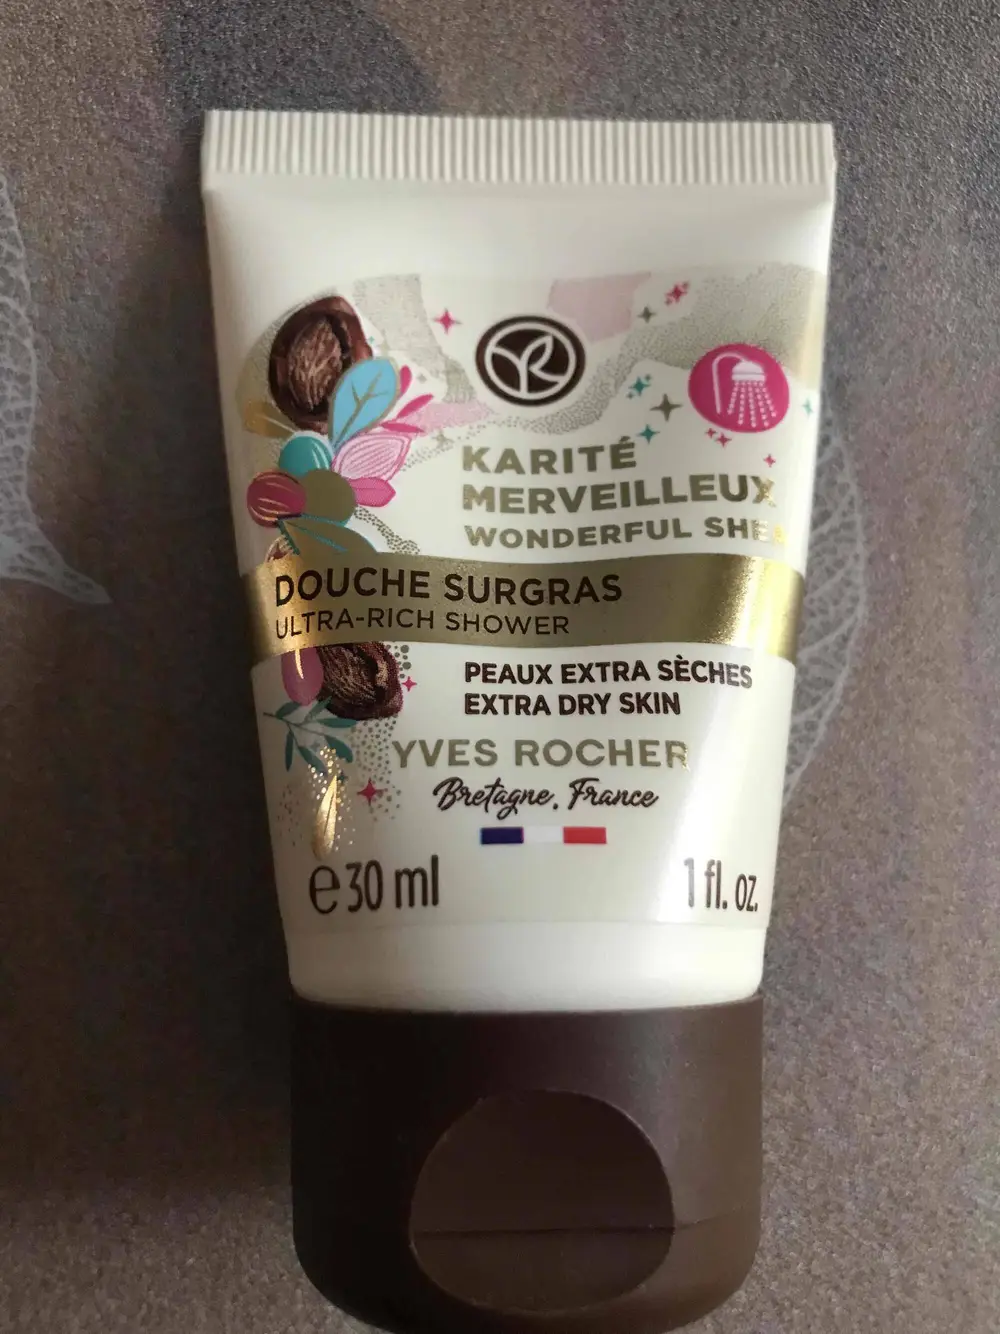 KARITÉ
MERVEILLEUX
WONDERFUL SHEA
DOUCHE SURGRAS
ULTRA-RICH SHOWER
PEAUX EXTRA SÈCHES
EXTRA DRY SKIN
YVES ROCHER
Bretagne, France
e 30 ml 1 fl. oz.